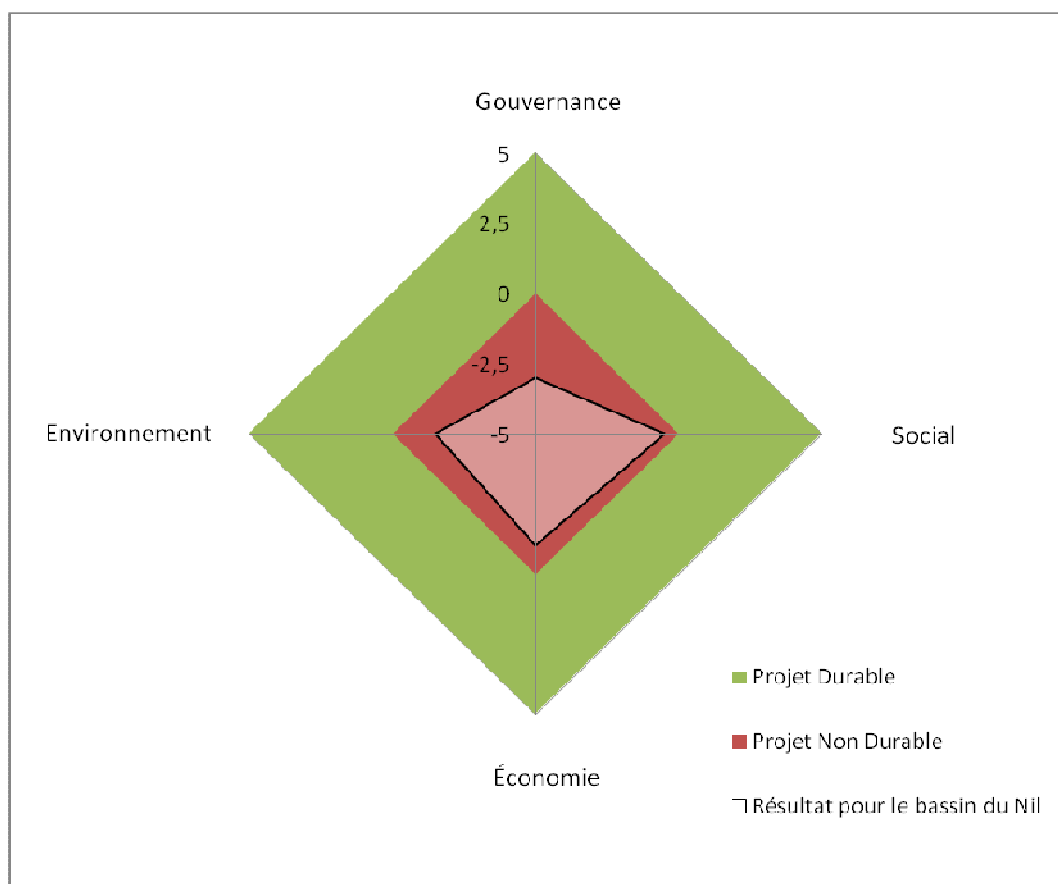 Gouvernance
5
2,5
0
-2,5
-5
Environnement
Social
Économie
Projet Durable
Projet Non Durable
Résultat pour le bassin du Nil